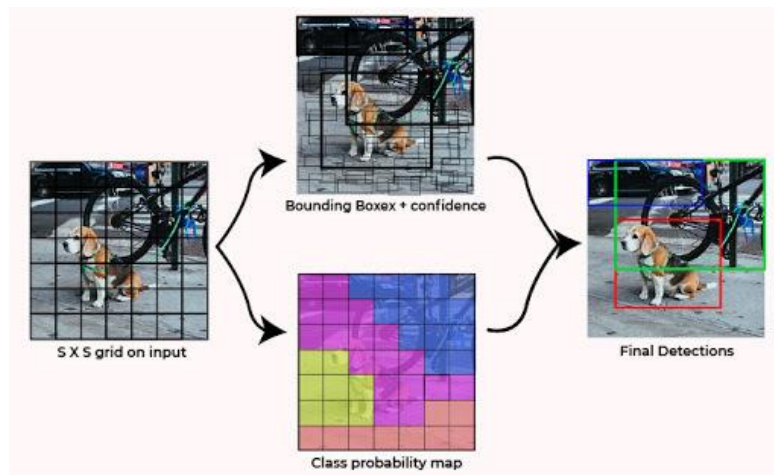 Bounding Boxex + confidence
S X S grid on input
Final Detections
Class probability map